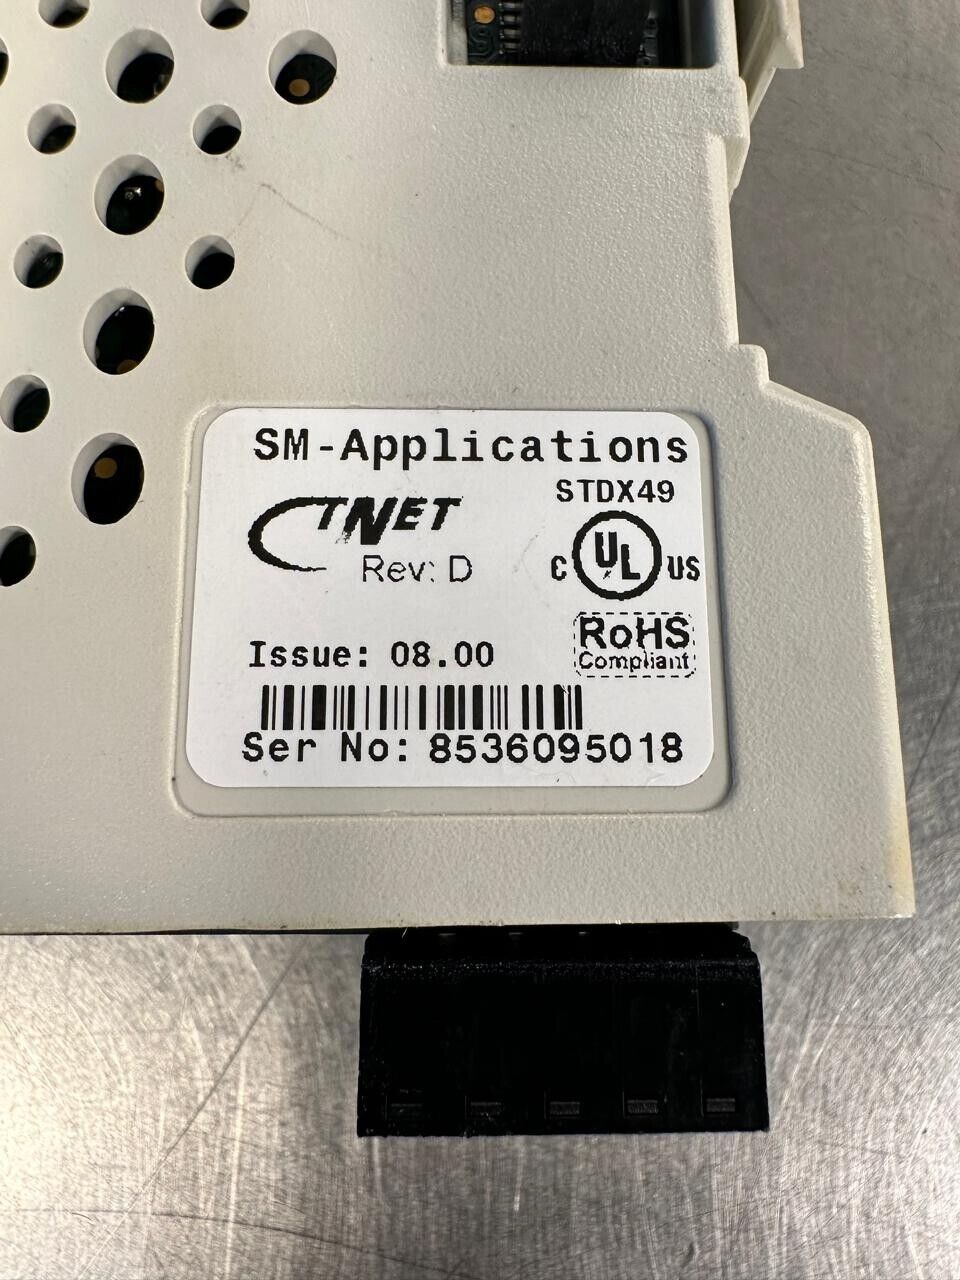 SM-Applications
STDX49
CTNET
Rev: D
C UL US
RoHS
Compliant
Issue: 08.00
Ser No: 8536095018